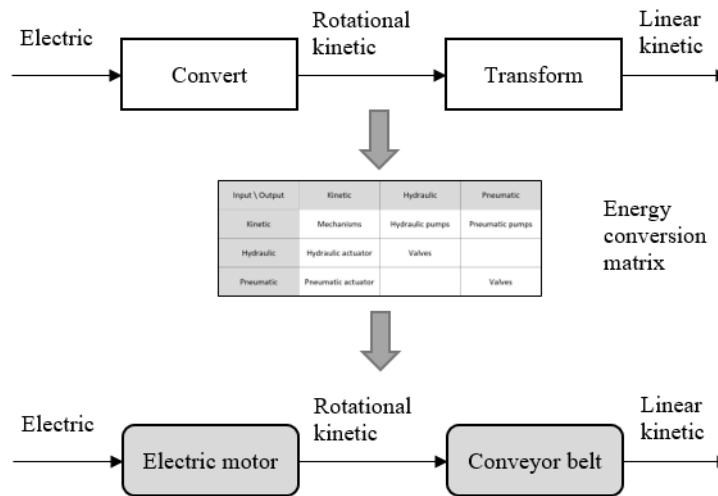 Electric
Rotational
kinetic
Linear
kinetic
Convert
Transform
Input \ Output Kinetic Hydraulic Pneumatic
Kinetic Mechanisms Hydraulic pumps Pneumatic pumps
Hydraulic Hydraulic actuator Valves
Pneumatic Pneumatic actuator Valves
Energy
conversion
matrix
Electric
Rotational
kinetic
Linear
kinetic
Electric motor
Conveyor belt